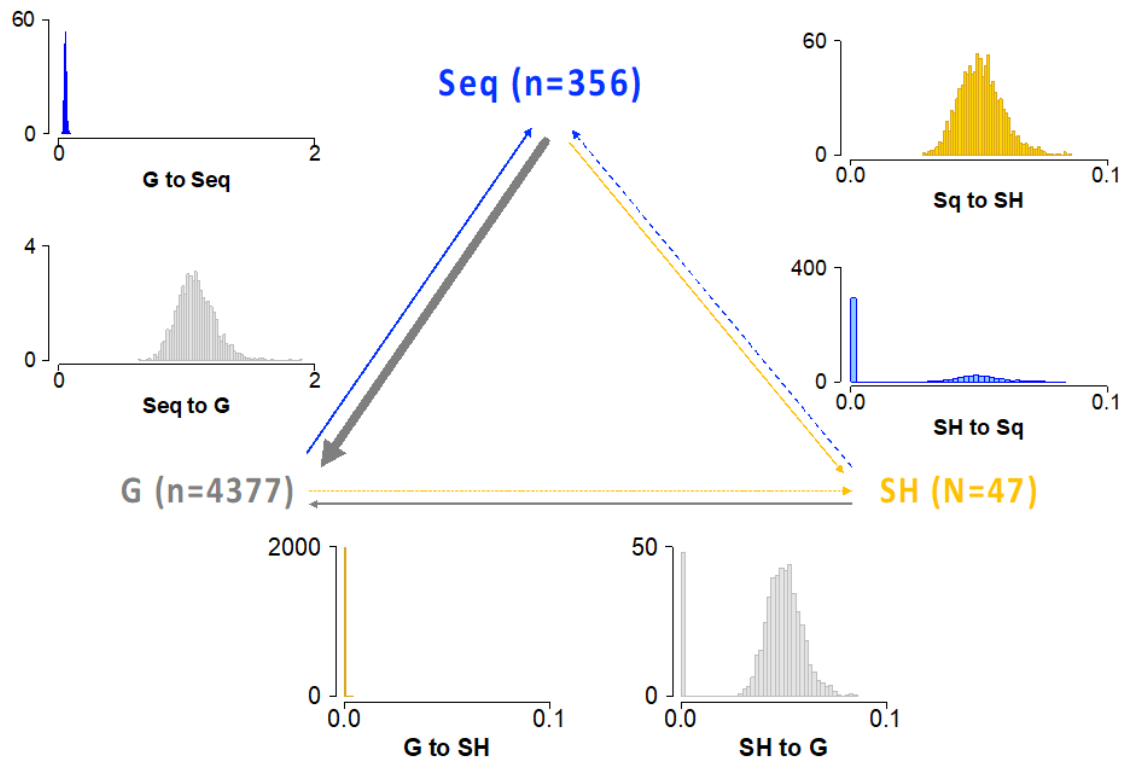 60
0
0 2
G to Seq
Seq (n=356)
60
0
0.0 0.1
Sq to SH
4
0
0 2
Seq to G
400
0
0.0 0.1
SH to Sq
G (n=4377)
SH (N=47)
2000
0
0.0 0.1
G to SH
50
0
0.0 0.1
SH to G